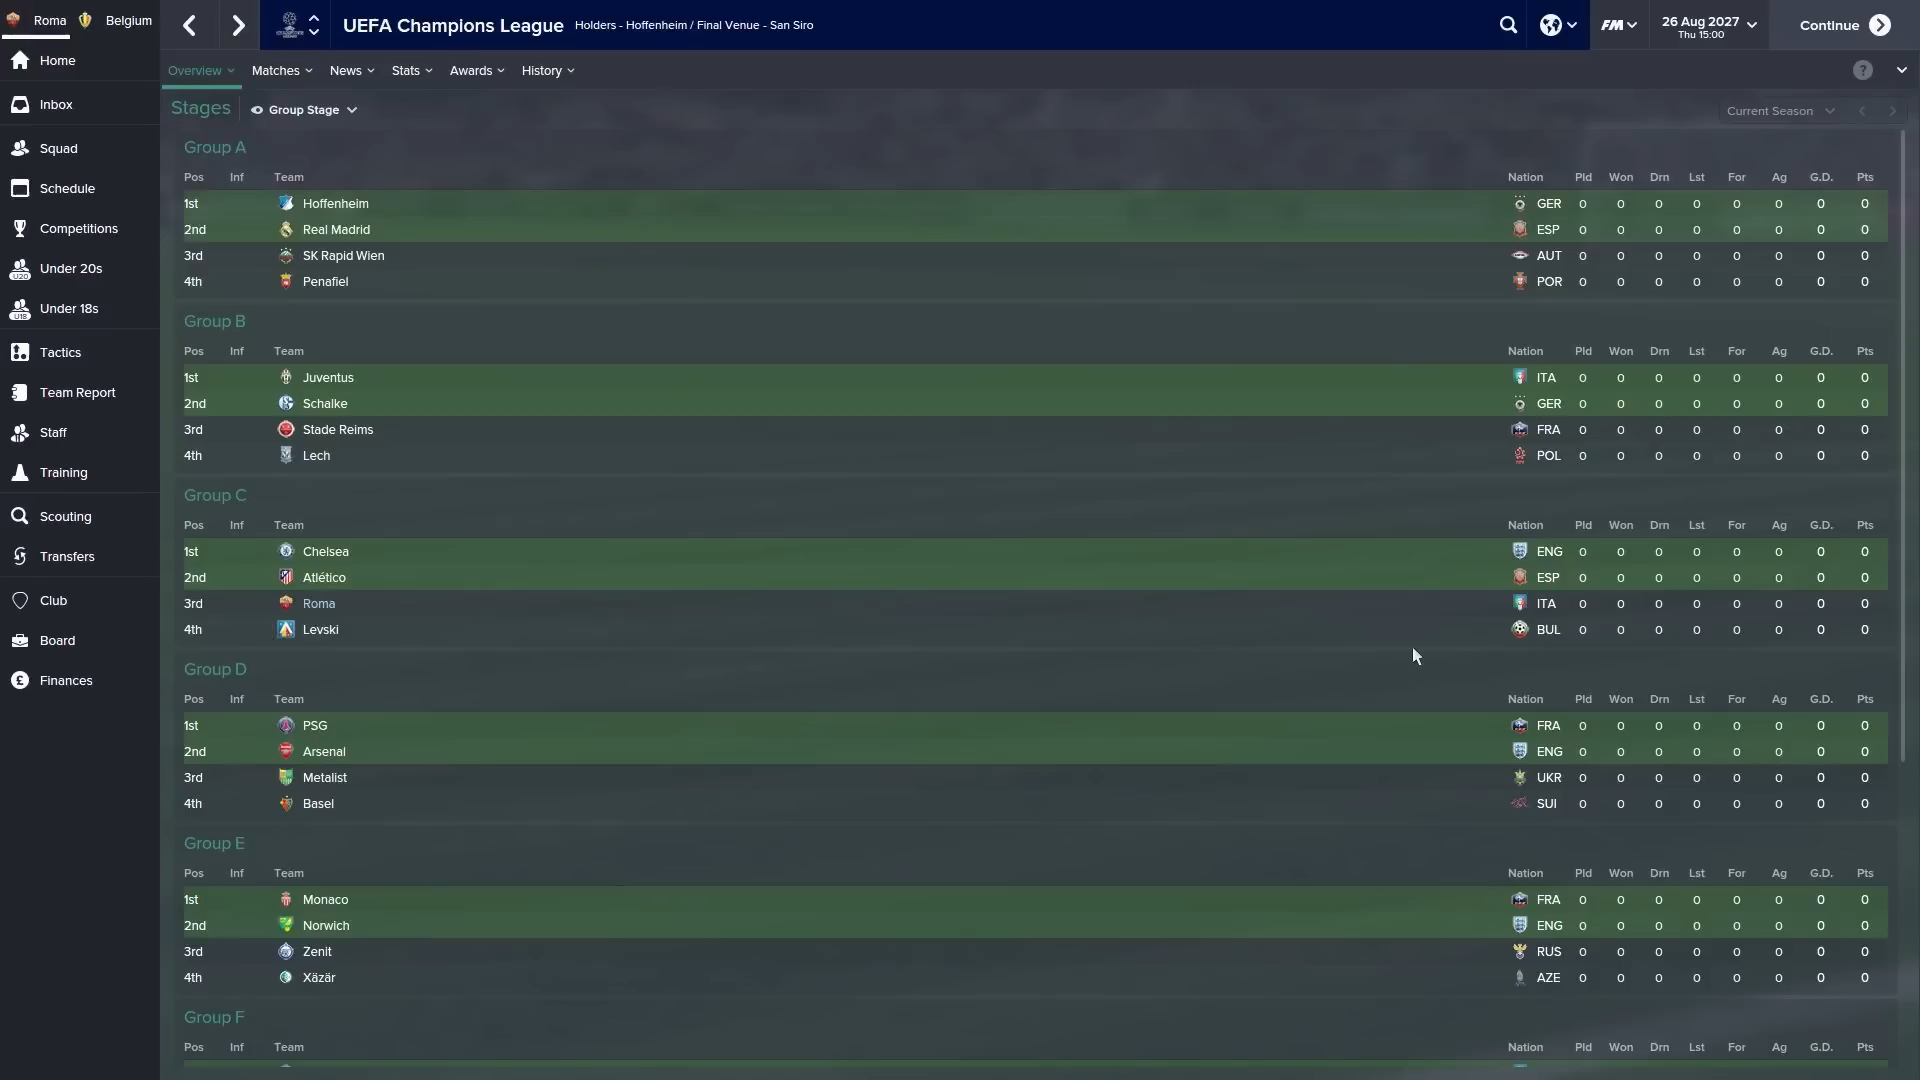 Roma Belgium
UEFA Champions League Holders - Hoffenheim / Final Venue - San Siro
FM
26 Aug 2027
Thu 15:00
Continue
Home
Inbox
Squad
Schedule
Competitions
U20 Under 20s
U18 Under 18s
Tactics
Team Report
Staff
Training
Scouting
Transfers
Club
Board
Finances
Overview Matches News Stats Awards History ?
Stages Group Stage Current Season
Group A
Pos Inf Team Nation Pld Won Drn Lst For Ag G.D. Pts
1st Hoffenheim GER 0 0 0 0 0 0 0 0
2nd Real Madrid ESP 0 0 0 0 0 0 0 0
3rd SK Rapid Wien AUT 0 0 0 0 0 0 0 0
4th Penafiel POR 0 0 0 0 0 0 0 0
Group B
Pos Inf Team Nation Pld Won Drn Lst For Ag G.D. Pts
1st Juventus ITA 0 0 0 0 0 0 0 0
2nd Schalke GER 0 0 0 0 0 0 0 0
3rd Stade Reims FRA 0 0 0 0 0 0 0 0
4th Lech POL 0 0 0 0 0 0 0 0
Group C
Pos Inf Team Nation Pld Won Drn Lst For Ag G.D. Pts
1st Chelsea ENG 0 0 0 0 0 0 0 0
2nd Atlético ESP 0 0 0 0 0 0 0 0
3rd Roma ITA 0 0 0 0 0 0 0 0
4th Levski BUL 0 0 0 0 0 0 0 0
Group D
Pos Inf Team Nation Pld Won Drn Lst For Ag G.D. Pts
1st PSG FRA 0 0 0 0 0 0 0 0
2nd Arsenal ENG 0 0 0 0 0 0 0 0
3rd Metalist UKR 0 0 0 0 0 0 0 0
4th Basel SUI 0 0 0 0 0 0 0 0
Group E
Pos Inf Team Nation Pld Won Drn Lst For Ag G.D. Pts
1st Monaco FRA 0 0 0 0 0 0 0 0
2nd Norwich ENG 0 0 0 0 0 0 0 0
3rd Zenit RUS 0 0 0 0 0 0 0 0
4th Xäzär AZE 0 0 0 0 0 0 0 0
Group F
Pos Inf Team Nation Pld Won Drn Lst For Ag G.D. Pts